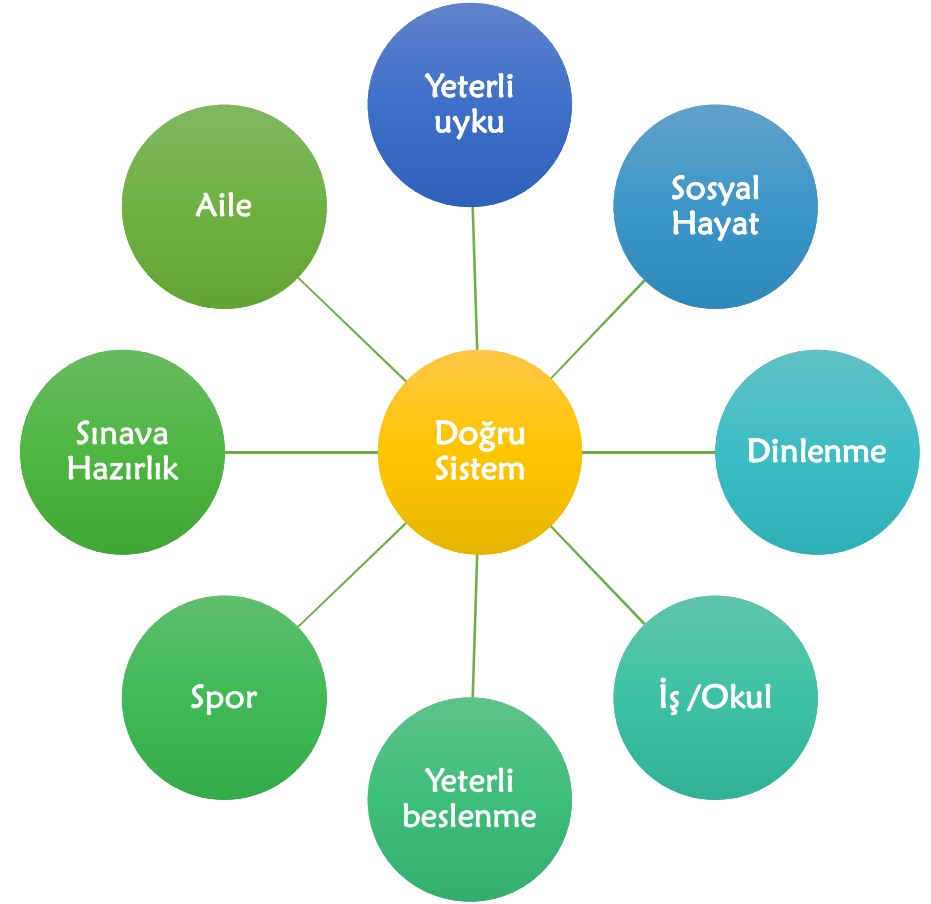 Yeterli
uyku
Sosyal
Hayat
Aile
Sınava
Hazırlık
Doğru
Sistem
Dinlenme
Spor
İş /Okul
Yeterli
beslenme